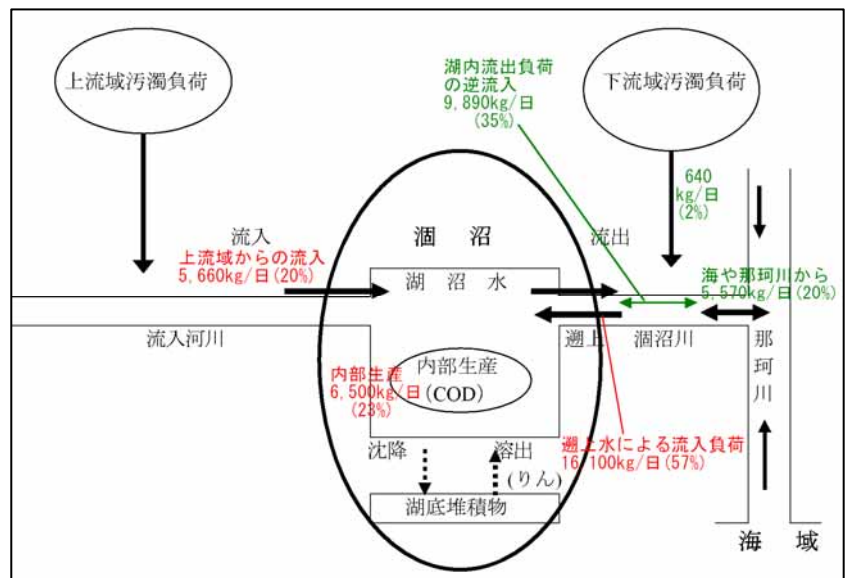 上流域汚濁負荷
湖内流出負荷
の逆流入
9,890kg/日
(35%)
下流域汚濁負荷
640
kg/日
(2%)
流入
涸 沼
流出
上流域からの流入
5,660kg/日(20%)
湖 沼 水
海や那珂川から
5,570kg/日(20%)
流入河川
遡上
涸沼川
那珂川
内部生産
6,500kg/日
(23%)
内部生産
(COD)
遡上水による流入負荷
16,100kg/日(57%)
沈降
溶出
(りん)
湖底堆積物
海 域